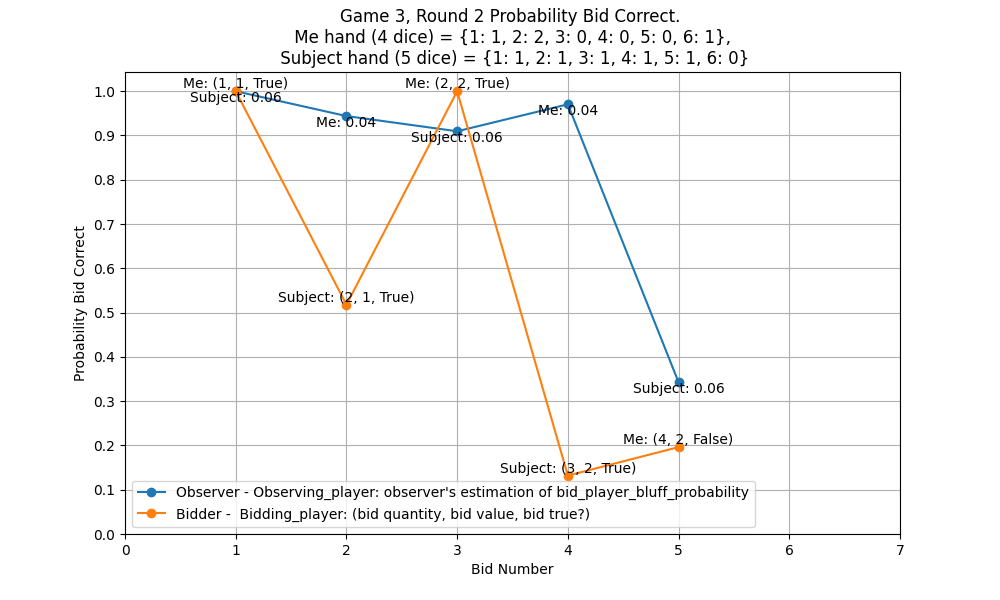 Game 3, Round 2 Probability Bid Correct.
Me hand (4 dice) = {1: 1, 2: 2, 3: 0, 4: 0, 5: 0, 6: 1},
Subject hand (5 dice) = {1: 1, 2: 1, 3: 1, 4: 1, 5: 1, 6: 0}
Me: (1, 1, True)
Subject: 0.06
Me: 0.04
Me: (2, 2, True)
Subject: 0.06
Me: 0.04
Subject: (2, 1, True)
Subject: 0.06
Me: (4, 2, False)
Subject: (3, 2, True)
Observer - Observing_player: observer's estimation of bid_player_bluff_probability
Bidder -  Bidding_player: (bid quantity, bid value, bid true?)
1.0
0.9
0.8
0.7
0.6
0.5
0.4
0.3
0.2
0.1
0.0
Probability Bid Correct
0
1
2
3
4
5
6
7
Bid Number